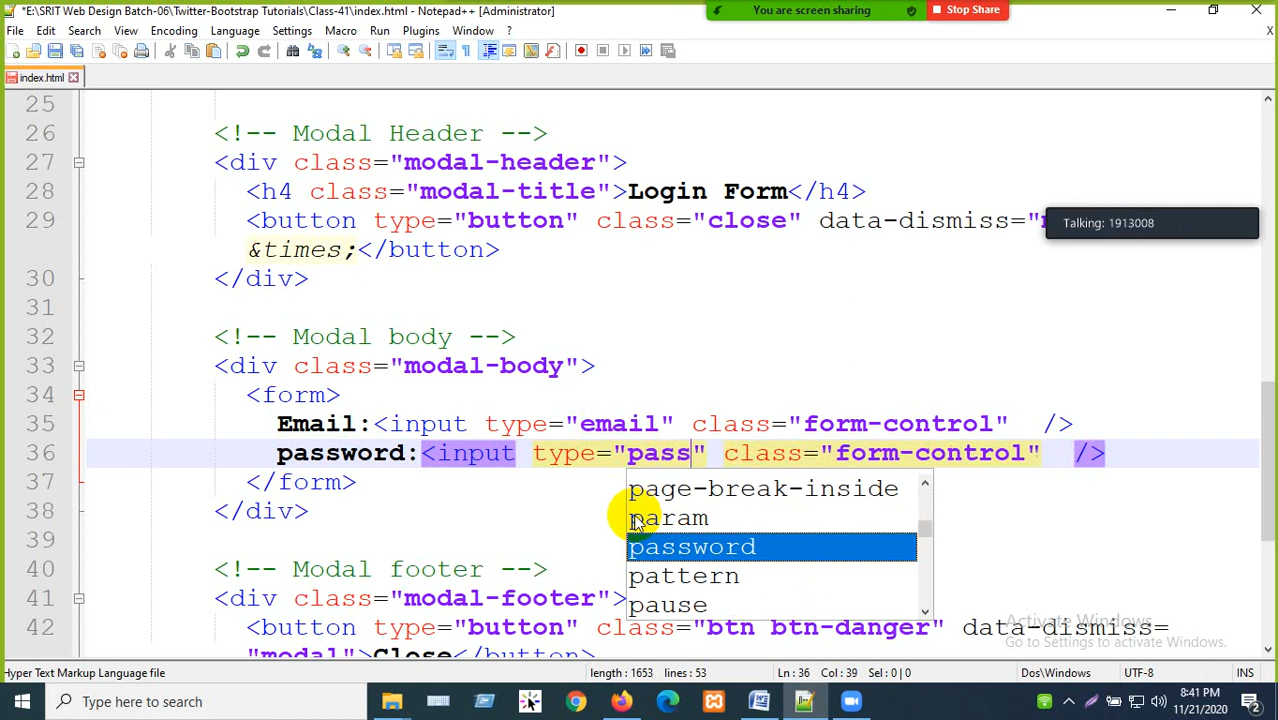 *E:\SRIT Web Design Batch-06\Twitter-Bootstrap Tutorials\Class-41\index.html - Notepad++ [Administrator]
You are screen sharing
Stop Share
File Edit Search View Encoding Language Settings Macro Run Plugins Window ? X
index.html
25
26 <!-- Modal Header -->
27 <div class="modal-header">
28 <h4 class="modal-title">Login Form</h4>
29 <button type="button" class="close" data-dismiss="
Talking: 1913008
&times;</button>
30 </div>
31
32 <!-- Modal body -->
33 <div class="modal-body">
34 <form>
35 Email:<input type="email" class="form-control" />
36 password:<input type="pass" class="form-control" />
37 </form>
page-break-inside
38 </div>
param
39
password
40 <!-- Modal footer -->
pattern
41 <div class="modal-footer">
pause
42 <button type="button" class="btn btn-danger" data-dismiss=
"modal">Close</button>
Activate Windows
Go to Settings to activate Windows.
Hyper Text Markup Language file length : 1653 lines : 53 Ln : 36 Col : 39 Sel : 0 | 0 Dos\Windows UTF-8 INS
Type here to search
8:41 PM
11/21/2020
2